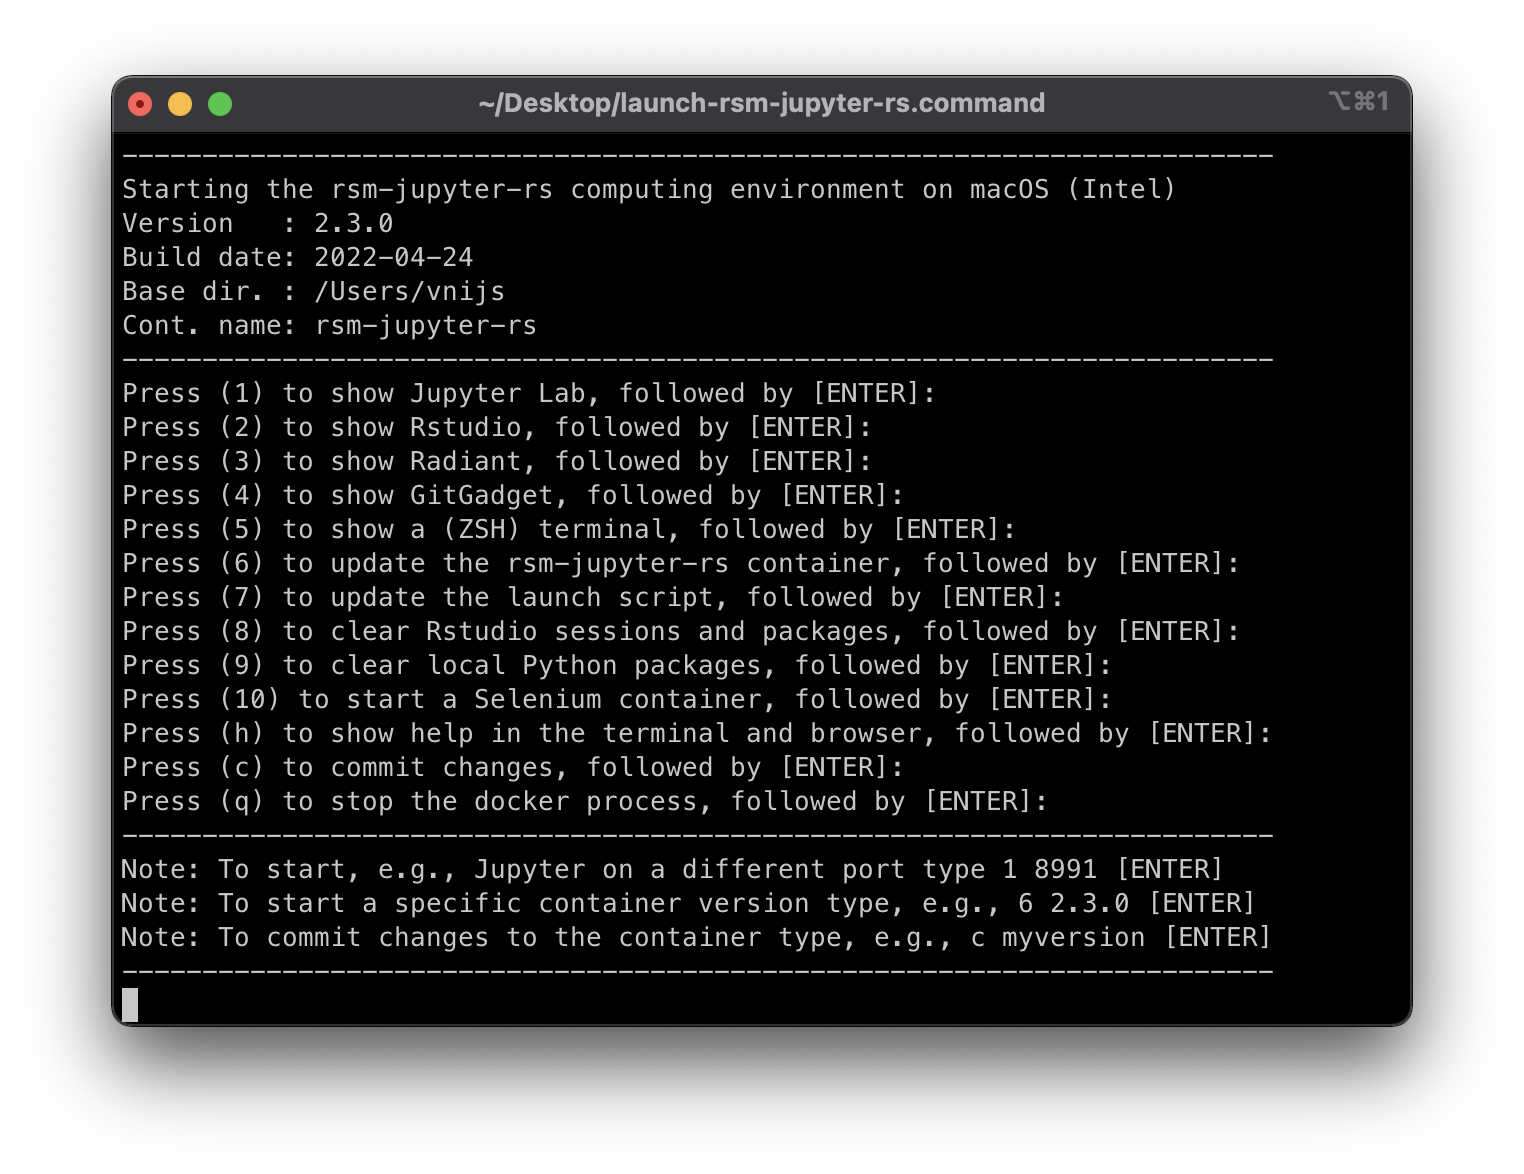 ~/Desktop/launch-rsm-jupyter-rs.command ⌥⌘1
------------------------------------------------------------------------
Starting the rsm-jupyter-rs computing environment on macOS (Intel)
Version   : 2.3.0
Build date: 2022-04-24
Base dir. : /Users/vnijs
Cont. name: rsm-jupyter-rs
------------------------------------------------------------------------
Press (1) to show Jupyter Lab, followed by [ENTER]:
Press (2) to show Rstudio, followed by [ENTER]:
Press (3) to show Radiant, followed by [ENTER]:
Press (4) to show GitGadget, followed by [ENTER]:
Press (5) to show a (ZSH) terminal, followed by [ENTER]:
Press (6) to update the rsm-jupyter-rs container, followed by [ENTER]:
Press (7) to update the launch script, followed by [ENTER]:
Press (8) to clear Rstudio sessions and packages, followed by [ENTER]:
Press (9) to clear local Python packages, followed by [ENTER]:
Press (10) to start a Selenium container, followed by [ENTER]:
Press (h) to show help in the terminal and browser, followed by [ENTER]:
Press (c) to commit changes, followed by [ENTER]:
Press (q) to stop the docker process, followed by [ENTER]:
------------------------------------------------------------------------
Note: To start, e.g., Jupyter on a different port type 1 8991 [ENTER]
Note: To start a specific container version type, e.g., 6 2.3.0 [ENTER]
Note: To commit changes to the container type, e.g., c myversion [ENTER]
------------------------------------------------------------------------